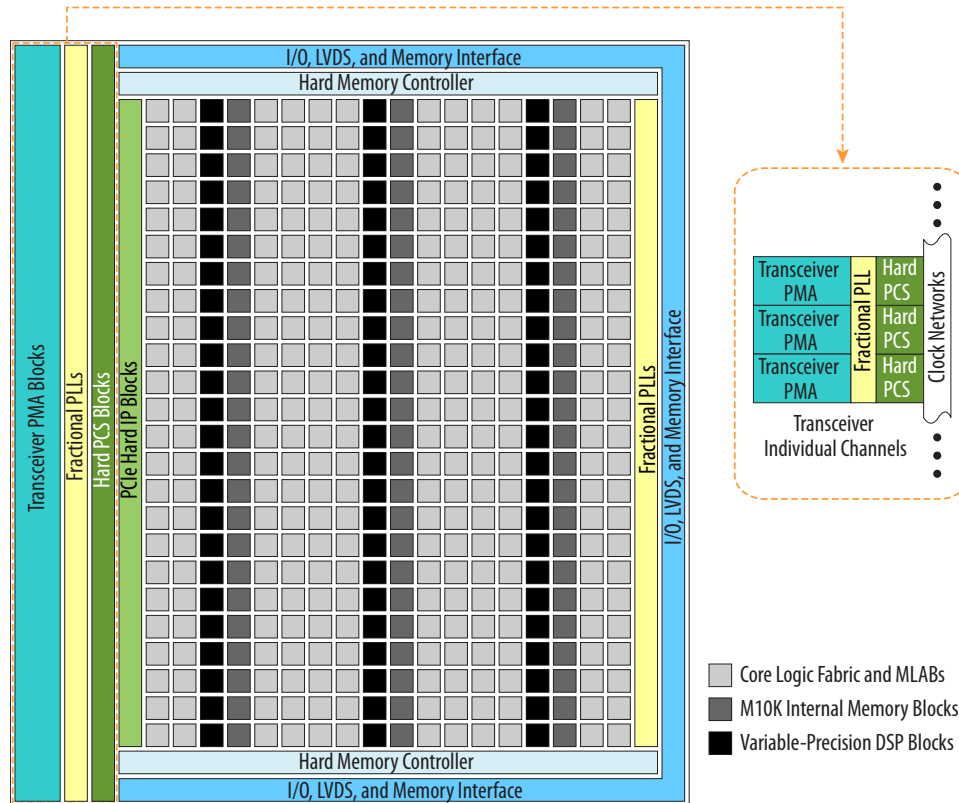 I/O, LVDS, and Memory Interface
Hard Memory Controller
Transceiver PMA Blocks
Fractional PLLs
Hard PCS Blocks
PCIe Hard IP Blocks
Fractional PLLs
I/O, LVDS, and Memory Interface
Hard Memory Controller
I/O, LVDS, and Memory Interface
Transceiver
PMA
Transceiver
PMA
Transceiver
PMA
Fractional PLL
Hard
PCS
Hard
PCS
Hard
PCS
Clock Networks
Transceiver
Individual Channels
Core Logic Fabric and MLABs
M10K Internal Memory Blocks
Variable-Precision DSP Blocks